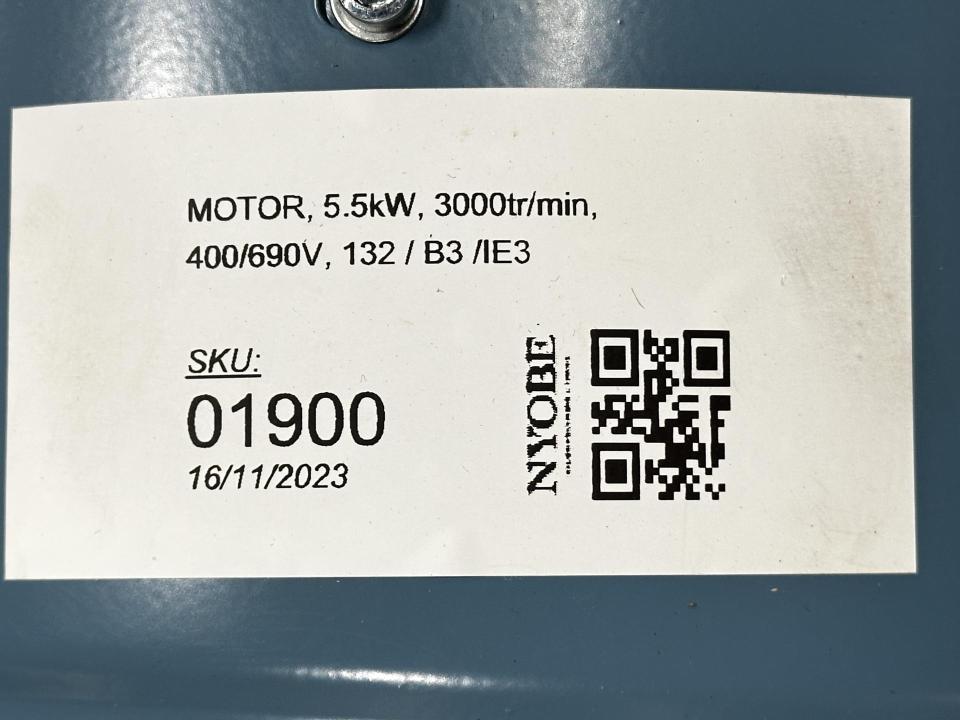 MOTOR, 5.5kW, 3000tr/min,
400/690V, 132 / B3 /IE3
SKU:
01900
16/11/2023
NYOBE